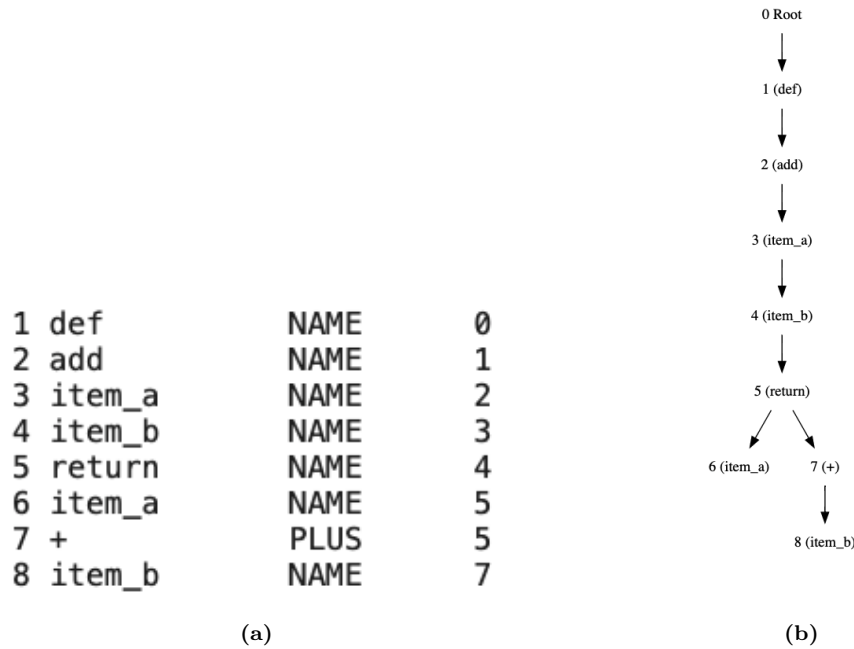 1 def NAME 0
2 add NAME 1
3 item_a NAME 2
4 item_b NAME 3
5 return NAME 4
6 item_a NAME 5
7 + PLUS 5
8 item_b NAME 7
(a)
0 Root
1 (def)
2 (add)
3 (item_a)
4 (item_b)
5 (return)
6 (item_a) 7 (+)
8 (item_b)
(b)